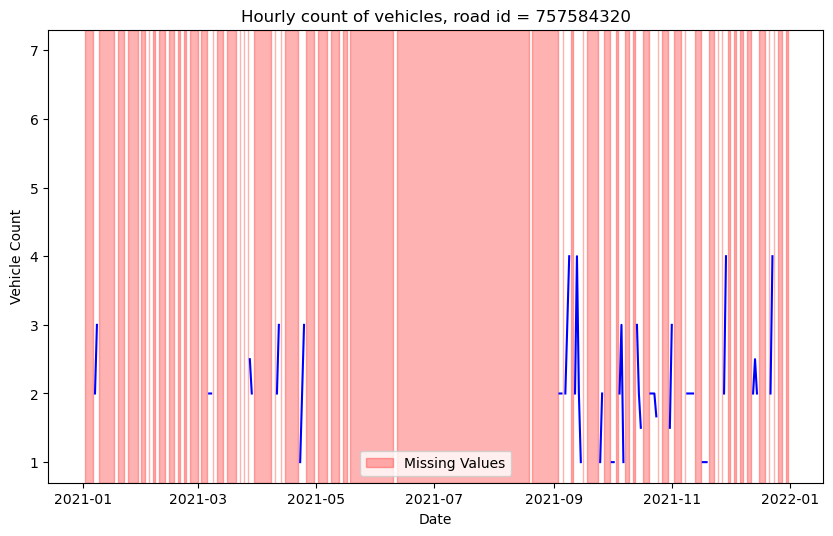 Hourly count of vehicles, road id = 757584320
7
6
5
4
3
2
1
Vehicle Count
Missing Values
2021-01 2021-03 2021-05 2021-07 2021-09 2021-11 2022-01
Date